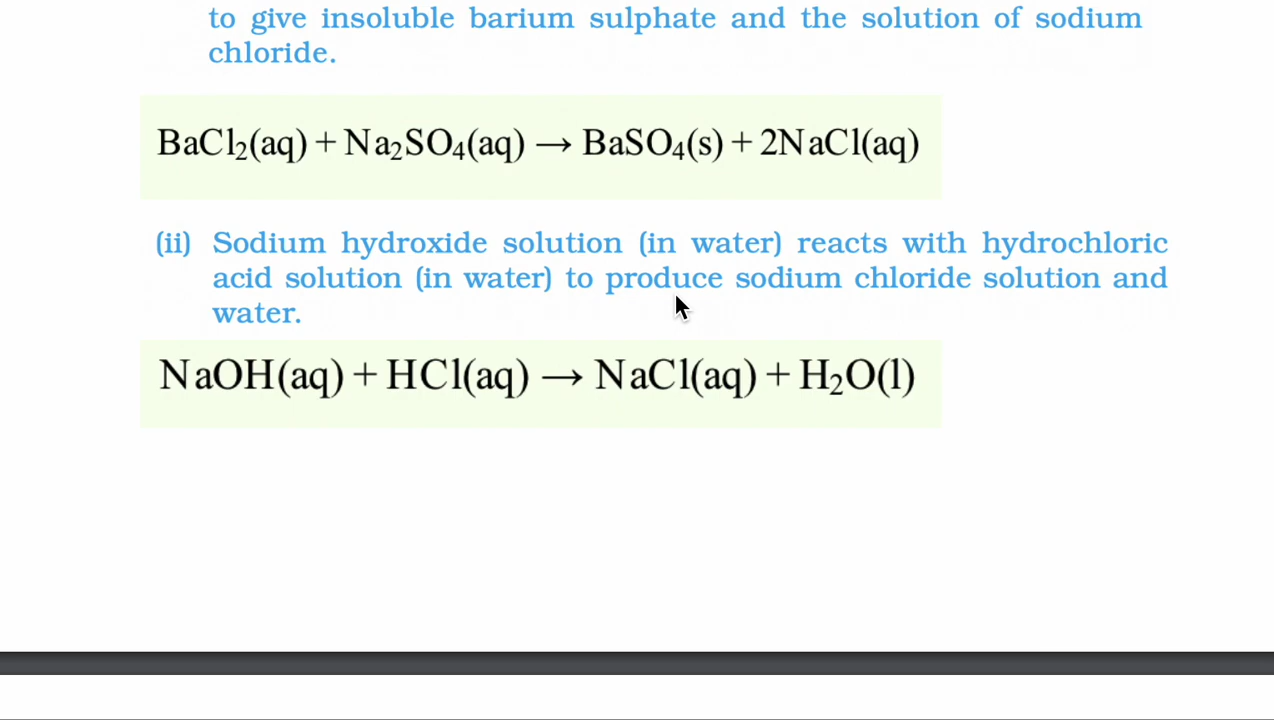 to give insoluble barium sulphate and the solution of sodium
chloride.
BaCl₂(aq) + Na₂SO₄(aq) → BaSO₄(s) + 2NaCl(aq)
(ii) Sodium hydroxide solution (in water) reacts with hydrochloric
acid solution (in water) to produce sodium chloride solution and
water.
NaOH(aq) + HCl(aq) → NaCl(aq) + H₂O(l)